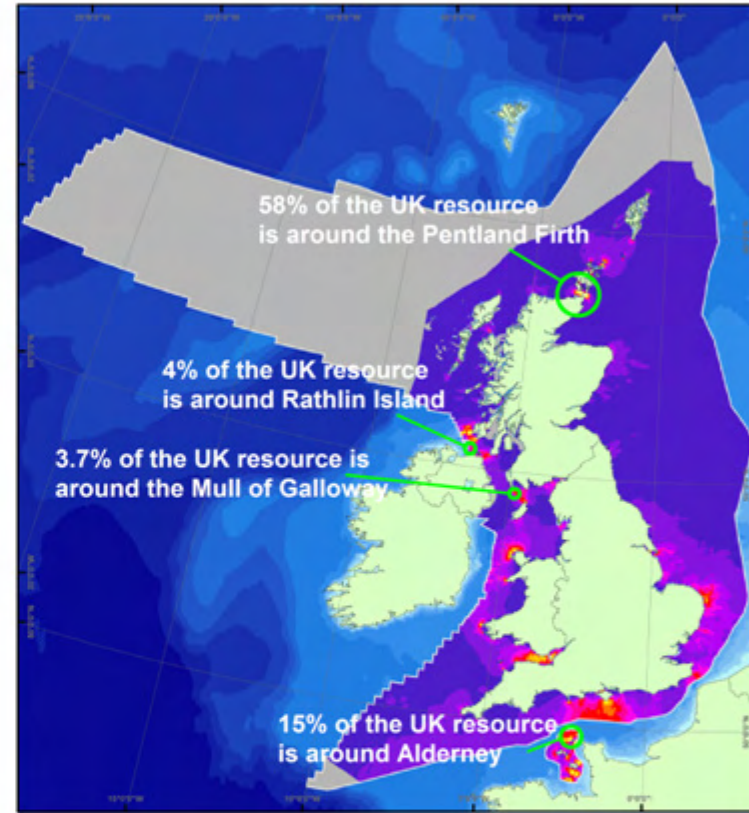 58% of the UK resource
is around the Pentland Firth
4% of the UK resource
is around Rathlin Island
3.7% of the UK resource is
around the Mull of Galloway
15% of the UK resource
is around Alderney